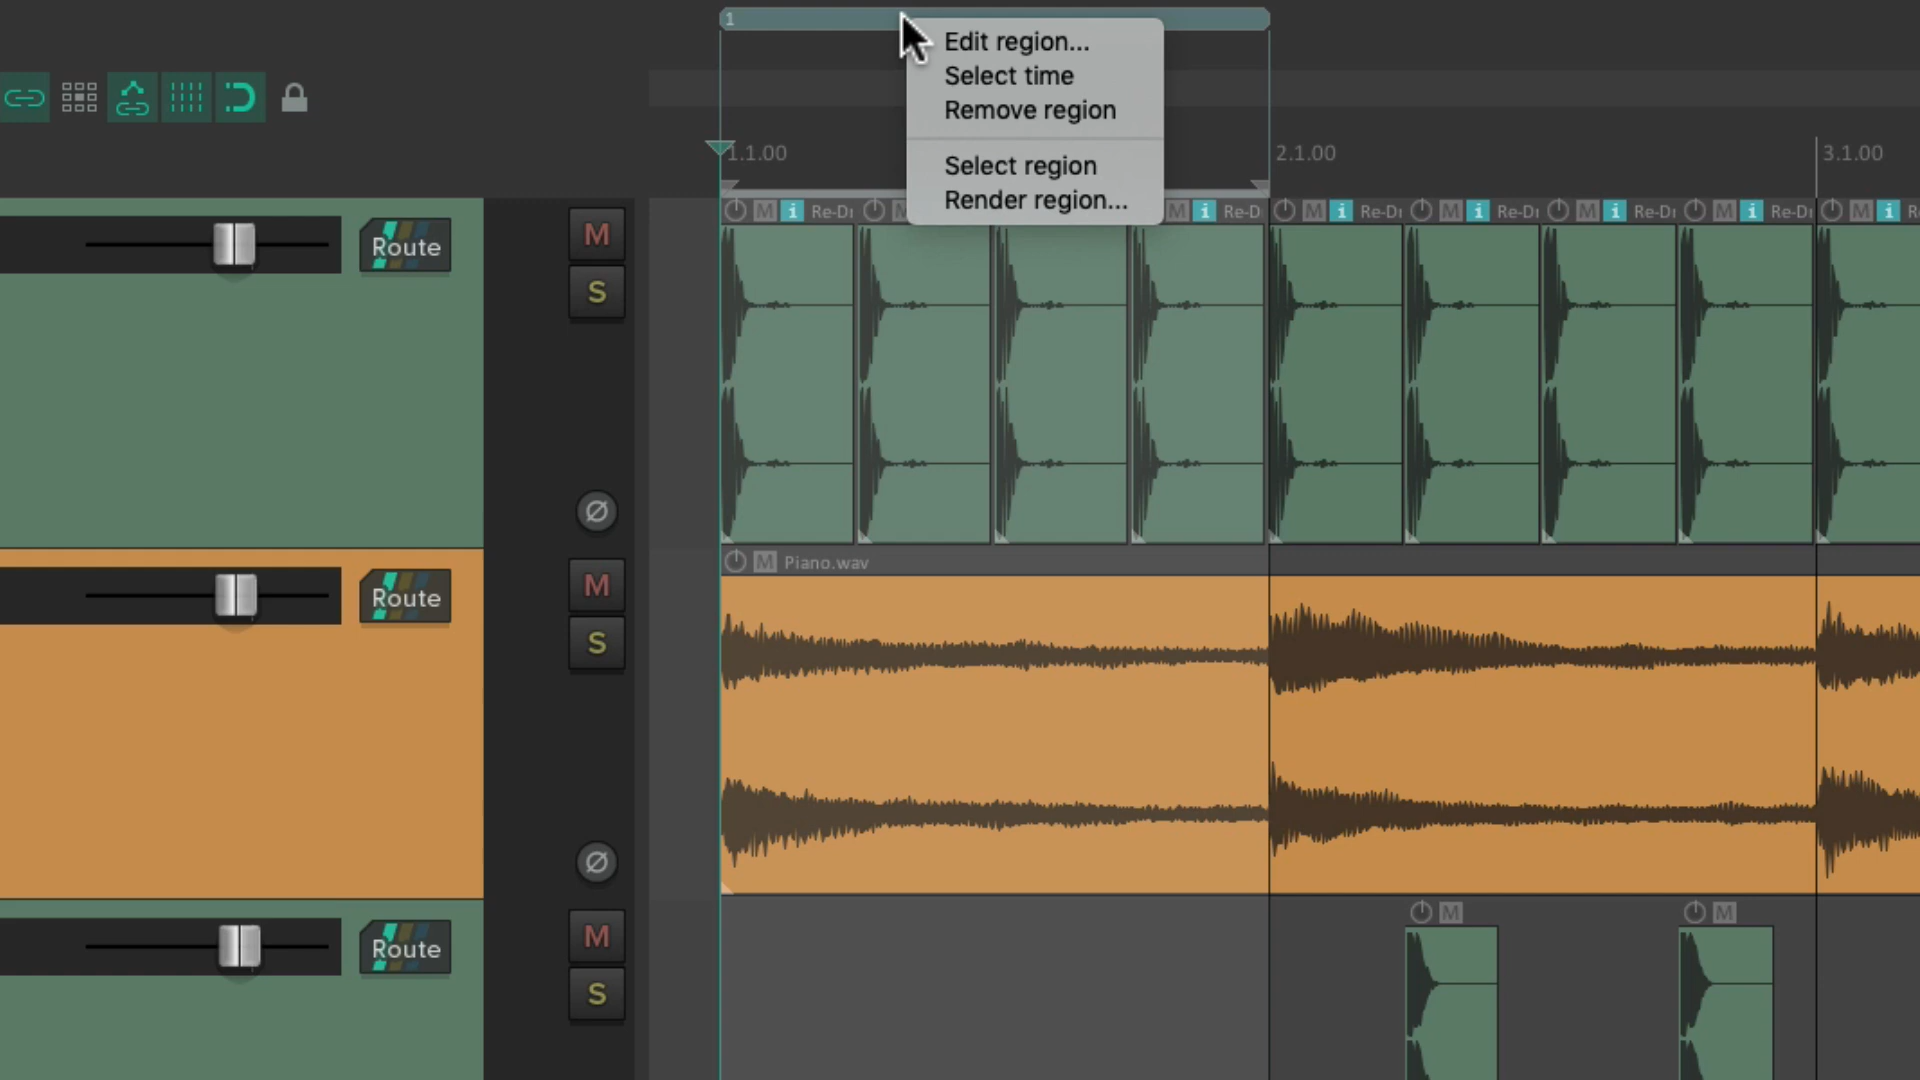 1
Edit region...
Select time
Remove region
Select region
Render region...
1.1.00
2.1.00
3.1.00
M Re-D
M
M Re-D
M Re-D
M Re-D
M Re-D
M Re-D
M
Route
M
S
M Piano.wav
Route
M
S
M
M
Route
M
S